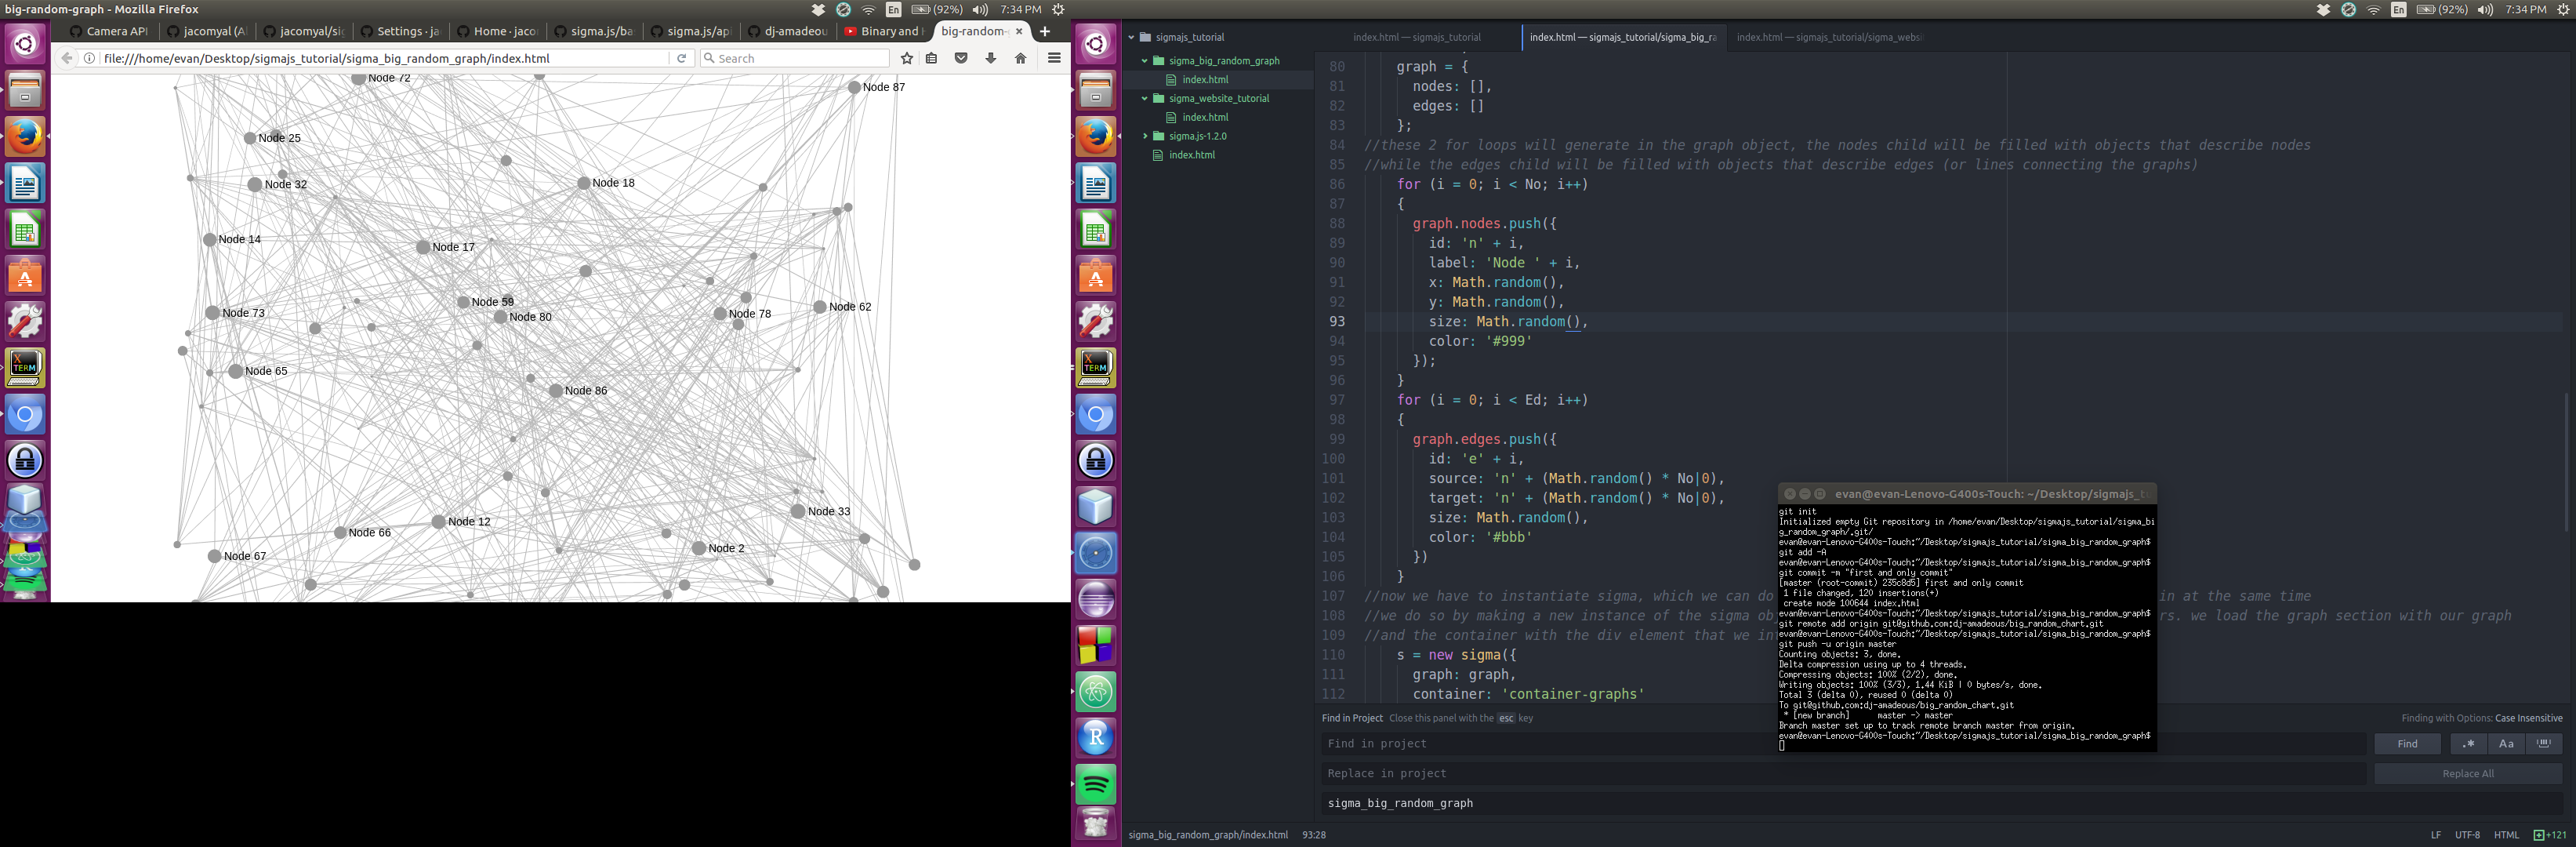 big-random-graph - Mozilla Firefox
En (92%) 7:34 PM
Camera API jacomyal (A jacomyal/sig Settings · ja Home · jaco sigma.js/ba sigma.js/api dj-amadeou Binary and big-random-
file:///home/evan/Desktop/sigmajs_tutorial/sigma_big_random_graph/index.html Search
Node 72
Node 87
Node 25
Node 32
Node 18
Node 14
Node 17
Node 59
Node 62
Node 73
Node 80
Node 78
Node 65
Node 86
Node 33
Node 12
Node 66
Node 2
Node 67
X TERM
En (92%) 7:34 PM
X TERM
sigmajs_tutorial
sigma_big_random_graph
index.html
sigma_website_tutorial
index.html
sigma.js-1.2.0
index.html
index.html — sigmajs_tutorial index.html — sigmajs_tutorial/sigma_big_ra index.html — sigmajs_tutorial/sigma_websi
80 graph = {
81 nodes: [],
82 edges: []
83 };
84 //these 2 for loops will generate in the graph object, the nodes child will be filled with objects that describe nodes
85 //while the edges child will be filled with objects that describe edges (or lines connecting the graphs)
86 for (i = 0; i < No; i++)
87 {
88 graph.nodes.push({
89 id: 'n' + i,
90 label: 'Node ' + i,
91 x: Math.random(),
92 y: Math.random(),
93 size: Math.random(),
94 color: '#999'
95 });
96 }
97 for (i = 0; i < Ed; i++)
98 {
99 graph.edges.push({
100 id: 'e' + i,
101 source: 'n' + (Math.random() * No|0),
102 target: 'n' + (Math.random() * No|0),
103 size: Math.random(),
104 color: '#bbb'
105 })
106 }
107 //now we have to instantiate sigma, which we can do in at the same time
108 //we do so by making a new instance of the sigma obj rs. we load the graph section with our graph
109 //and the container with the div element that we in
110 s = new sigma({
111 graph: graph,
112 container: 'container-graphs'
evan@evan-Lenovo-G400s-Touch: ~/Desktop/sigmajs_tu
git init
Initialized empty Git repository in /home/evan/Desktop/sigmajs_tutorial/sigma_bi
g_random_graph/.git/
evan@evan-Lenovo-G400s-Touch:~/Desktop/sigmajs_tutorial/sigma_big_random_graph$
git add -A
evan@evan-Lenovo-G400s-Touch:~/Desktop/sigmajs_tutorial/sigma_big_random_graph$
git commit -m "first and only commit"
[master (root-commit) 235c8d5] first and only commit
1 file changed, 120 insertions(+)
create mode 100644 index.html
evan@evan-Lenovo-G400s-Touch:~/Desktop/sigmajs_tutorial/sigma_big_random_graph$
git remote add origin git@github.com:dj-amadeous/big_random_chart.git
evan@evan-Lenovo-G400s-Touch:~/Desktop/sigmajs_tutorial/sigma_big_random_graph$
git push -u origin master
Counting objects: 3, done.
Delta compression using up to 4 threads.
Compressing objects: 100% (2/2), done.
Writing objects: 100% (3/3), 1.44 KiB | 0 bytes/s, done.
Total 3 (delta 0), reused 0 (delta 0)
To git@github.com:dj-amadeous/big_random_chart.git
* [new branch] master -> master
Branch master set up to track remote branch master from origin.
evan@evan-Lenovo-G400s-Touch:~/Desktop/sigmajs_tutorial/sigma_big_random_graph$
Find in Project Close this panel with the esc key Finding with Options: Case Insensitive
Find in project Find .* Aa
Replace in project Replace All
sigma_big_random_graph
sigma_big_random_graph/index.html 93:28 LF UTF-8 HTML +121